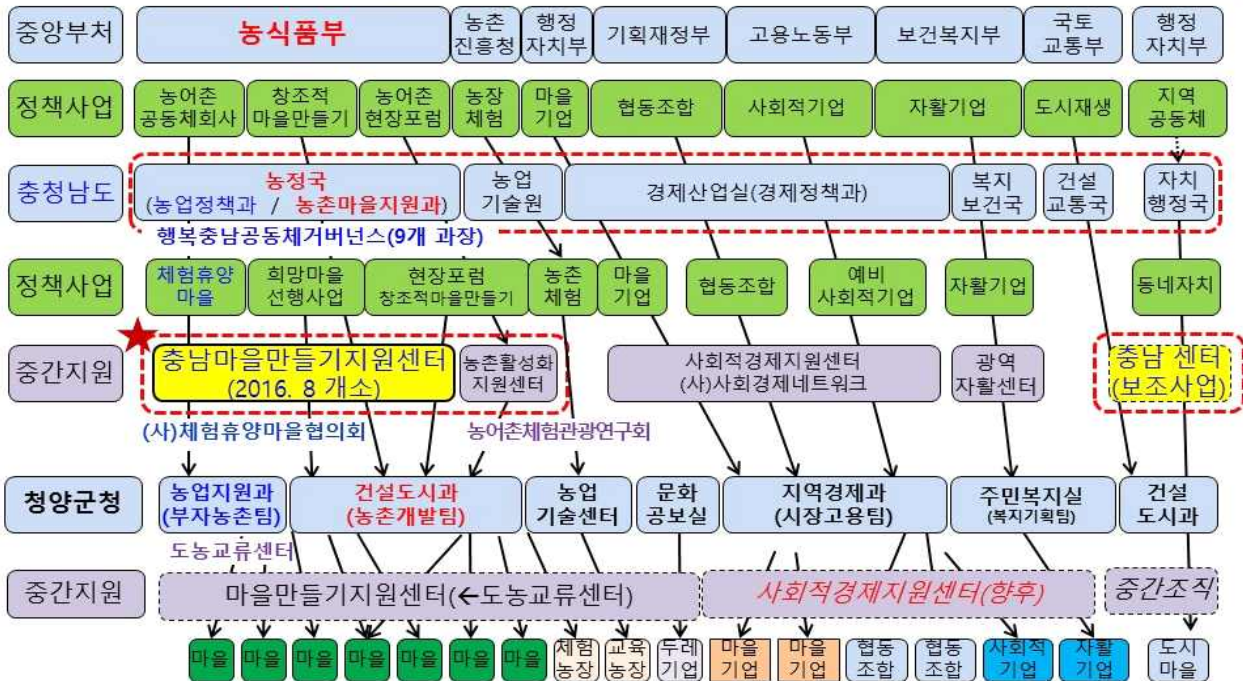 중앙부처
농식품부
농촌
진흥청
행정
자치부
기획재정부
고용노동부
보건복지부
국토
교통부
행정
자치부
정책사업
농어촌
공동체회사
창조적
마을만들기
농어촌
현장포럼
농장
체험
마을
기업
협동조합
사회적기업
자활기업
도시재생
지역
공동체
충청남도
농정국
(농업정책과 / 농촌마을지원과)
농업
기술원
경제산업실(경제정책과)
복지
보건국
건설
교통국
자치
행정국
행복충남공동체거버넌스(9개 과장)
정책사업
체험휴양
마을
희망마을
선행사업
현장포럼
창조적마을만들기
농촌
체험
마을
기업
협동조합
예비
사회적기업
자활기업
동네자치
중간지원
충남마을만들기지원센터
(2016. 8 개소)
농촌활성화
지원센터
사회적경제지원센터
(사)사회경제네트워크
광역
자활센터
충남 센터
(보조사업)
(사)체험휴양마을협의회
농어촌체험관광연구회
청양군청
농업지원과
(부자농촌팀)
건설도시과
(농촌개발팀)
농업
기술센터
문화
공보실
지역경제과
(시장고용팀)
주민복지실
(복지기획팀)
건설
도시과
도농교류센터
중간지원
마을만들기지원센터(←도농교류센터)
사회적경제지원센터(향후)
중간조직
마을
마을
마을
마을
마을
마을
마을
체험
농장
교육
농장
두레
기업
마을
기업
마을
기업
협동
조합
협동
조합
사회적
기업
자활
기업
도시
마을